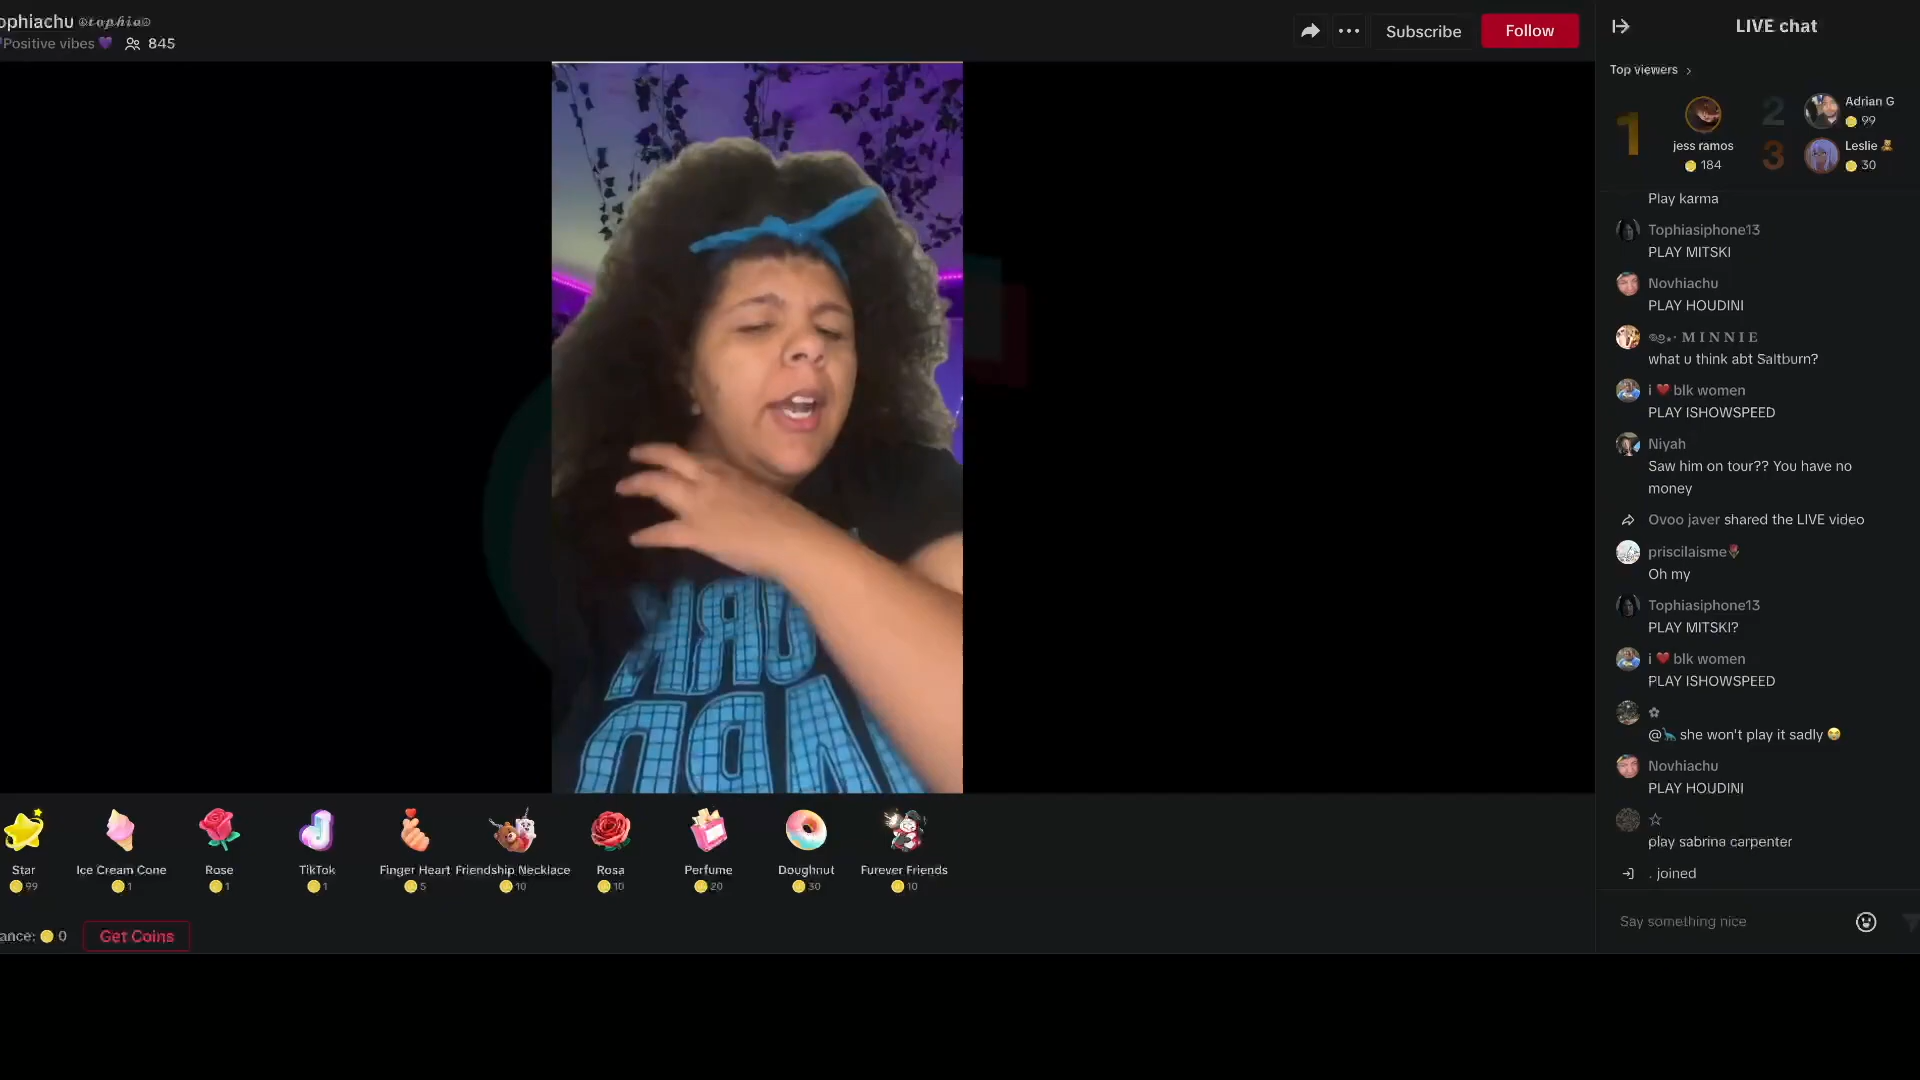 ophiachu @tophia
Positive vibes 💜 845
Subscribe
Follow
LIVE chat
Top viewers >
1
jess ramos
184
2
Adrian G
99
3
Leslie 🧸
30
Play karma
Tophiasiphone13
PLAY MITSKI
Novhiachu
PLAY HOUDINI
M I N N I E
what u think abt Saltburn?
i ❤️ blk women
PLAY ISHOWSPEED
Niyah
Saw him on tour?? You have no
money
Ovoo javer shared the LIVE video
priscilaisme🌹
Oh my
Tophiasiphone13
PLAY MITSKI?
i ❤️ blk women
PLAY ISHOWSPEED
✿
@🦕 she won't play it sadly 😭
Novhiachu
PLAY HOUDINI
☆
play sabrina carpenter
. joined
Say something nice
Star
99
Ice Cream Cone
1
Rose
1
TikTok
1
Finger Heart
5
Friendship Necklace
10
Rosa
10
Perfume
20
Doughnut
30
Furever Friends
10
ance: 0
Get Coins